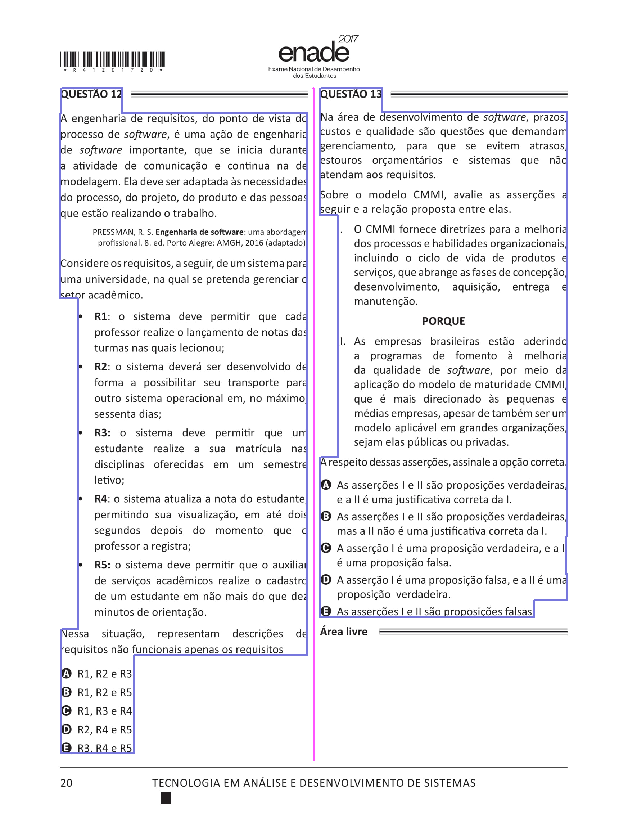 *R4120172D*
2017
enade
Exame Nacional de Desempenho
dos Estudantes
QUESTÃO 12
A engenharia de requisitos, do ponto de vista do
processo de software, é uma ação de engenharia
de software importante, que se inicia durante
a atividade de comunicação e continua na de
modelagem. Ela deve ser adaptada às necessidades
do processo, do projeto, do produto e das pessoas
que estão realizando o trabalho.
PRESSMAN, R. S. Engenharia de software: uma abordagem
profissional. 8. ed. Porto Alegre: AMGH, 2016 (adaptado)
Considere os requisitos, a seguir, de um sistema para
uma universidade, na qual se pretenda gerenciar o
setor acadêmico.
• R1: o sistema deve permitir que cada
professor realize o lançamento de notas das
turmas nas quais lecionou;
• R2: o sistema deverá ser desenvolvido de
forma a possibilitar seu transporte para
outro sistema operacional em, no máximo,
sessenta dias;
• R3: o sistema deve permitir que um
estudante realize a sua matrícula nas
disciplinas oferecidas em um semestre
letivo;
• R4: o sistema atualiza a nota do estudante,
permitindo sua visualização, em até dois
segundos depois do momento que o
professor a registra;
• R5: o sistema deve permitir que o auxiliar
de serviços acadêmicos realize o cadastro
de um estudante em não mais do que dez
minutos de orientação.
Nessa situação, representam descrições de
requisitos não funcionais apenas os requisitos
A R1, R2 e R3
B R1, R2 e R5
C R1, R3 e R4
D R2, R4 e R5
E R3, R4 e R5
QUESTÃO 13
Na área de desenvolvimento de software, prazos,
custos e qualidade são questões que demandam
gerenciamento, para que se evitem atrasos,
estouros orçamentários e sistemas que não
atendam aos requisitos.
Sobre o modelo CMMI, avalie as asserções a
seguir e a relação proposta entre elas.
I. O CMMI fornece diretrizes para a melhoria
dos processos e habilidades organizacionais,
incluindo o ciclo de vida de produtos e
serviços, que abrange as fases de concepção,
desenvolvimento, aquisição, entrega e
manutenção.
PORQUE
II. As empresas brasileiras estão aderindo
a programas de fomento à melhoria
da qualidade de software, por meio da
aplicação do modelo de maturidade CMMI,
que é mais direcionado às pequenas e
médias empresas, apesar de também ser um
modelo aplicável em grandes organizações,
sejam elas públicas ou privadas.
A respeito dessas asserções, assinale a opção correta.
A As asserções I e II são proposições verdadeiras,
e a II é uma justificativa correta da I.
B As asserções I e II são proposições verdadeiras,
mas a II não é uma justificativa correta da I.
C A asserção I é uma proposição verdadeira, e a II
é uma proposição falsa.
D A asserção I é uma proposição falsa, e a II é uma
proposição verdadeira.
E As asserções I e II são proposições falsas
Área livre
20
TECNOLOGIA EM ANÁLISE E DESENVOLVIMENTO DE SISTEMAS